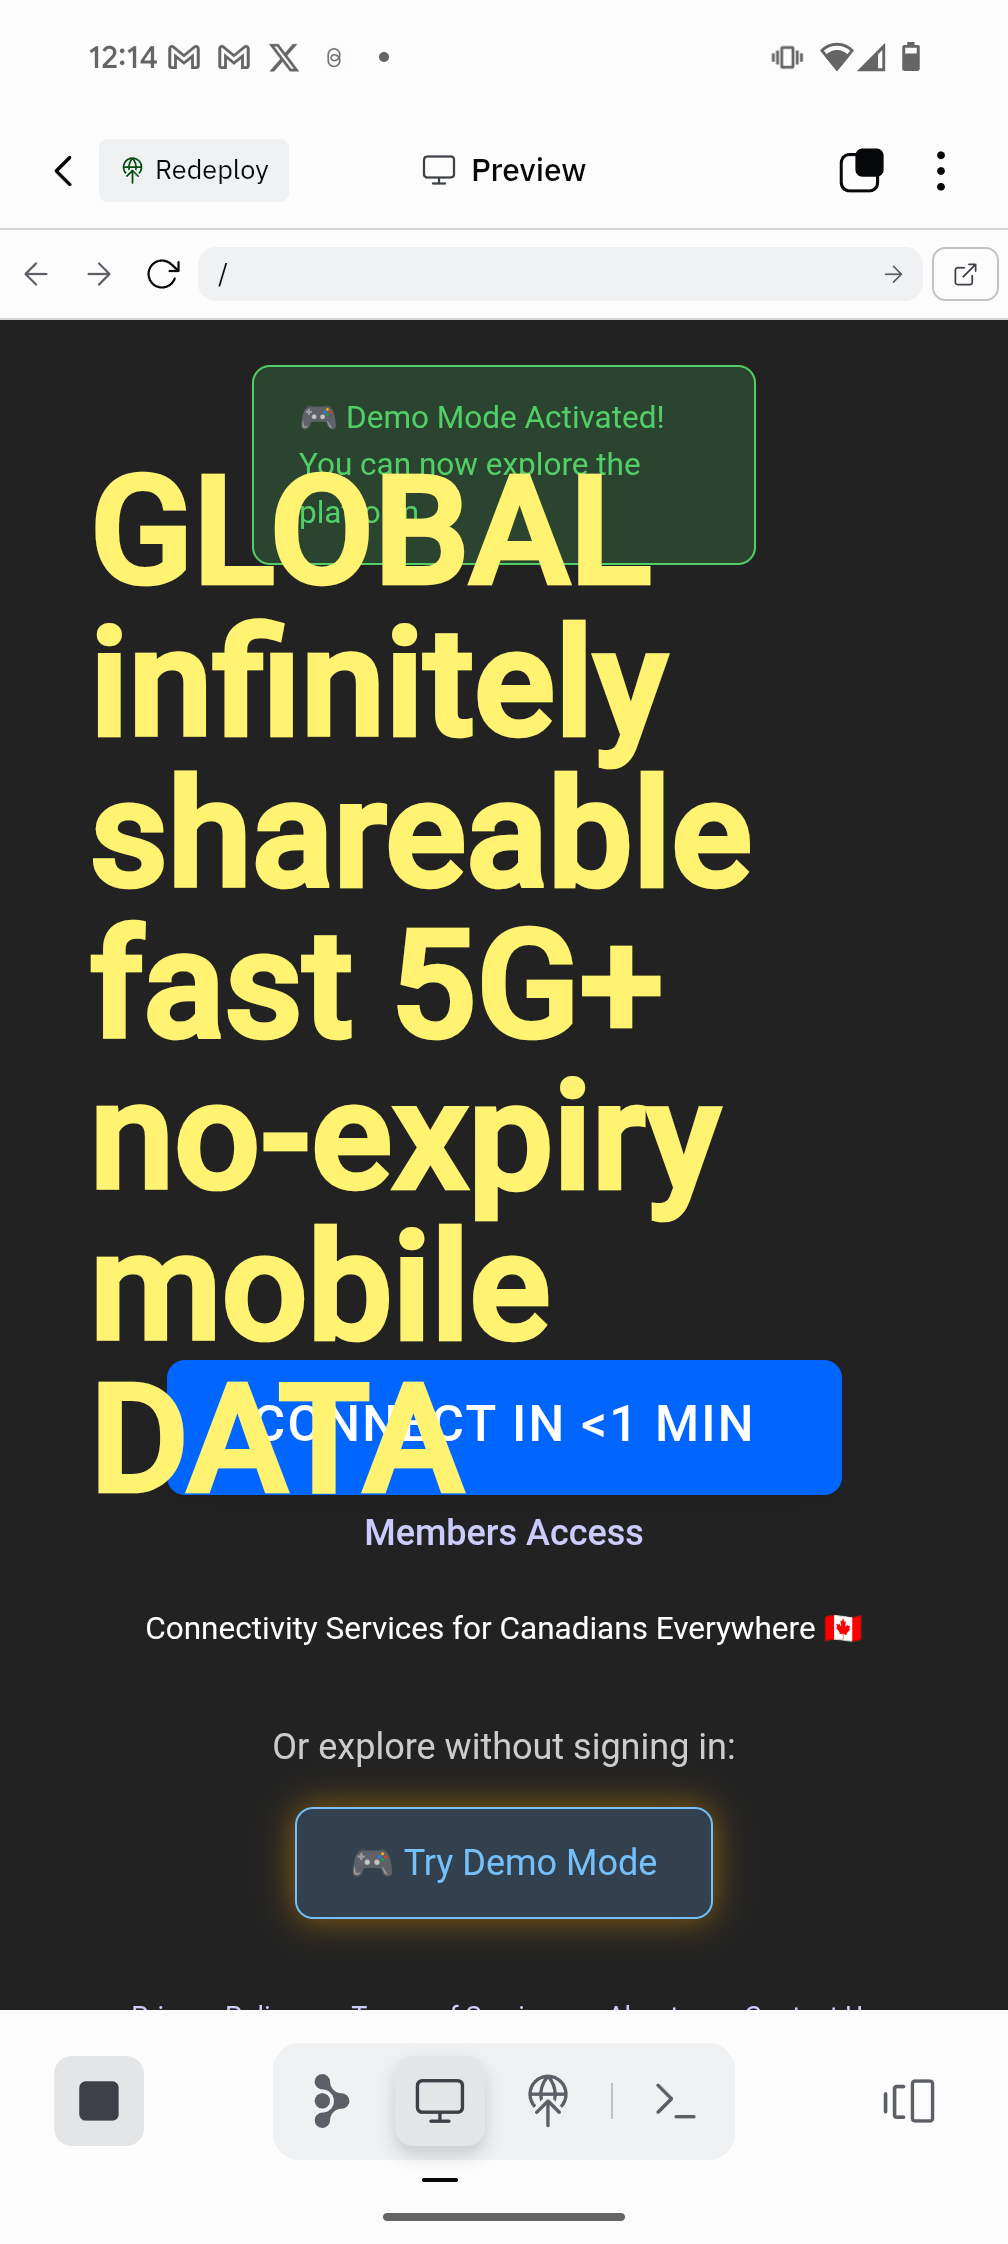 12:14
Redeploy
Preview
/
🎮 Demo Mode Activated!
You can now explore the
GLOBAL
infinitely
shareable
fast 5G+
no-expiry
mobile
DATA
CONNECT IN <1 MIN
Members Access
Connectivity Services for Canadians Everywhere 🇨🇦
Or explore without signing in:
🎮 Try Demo Mode